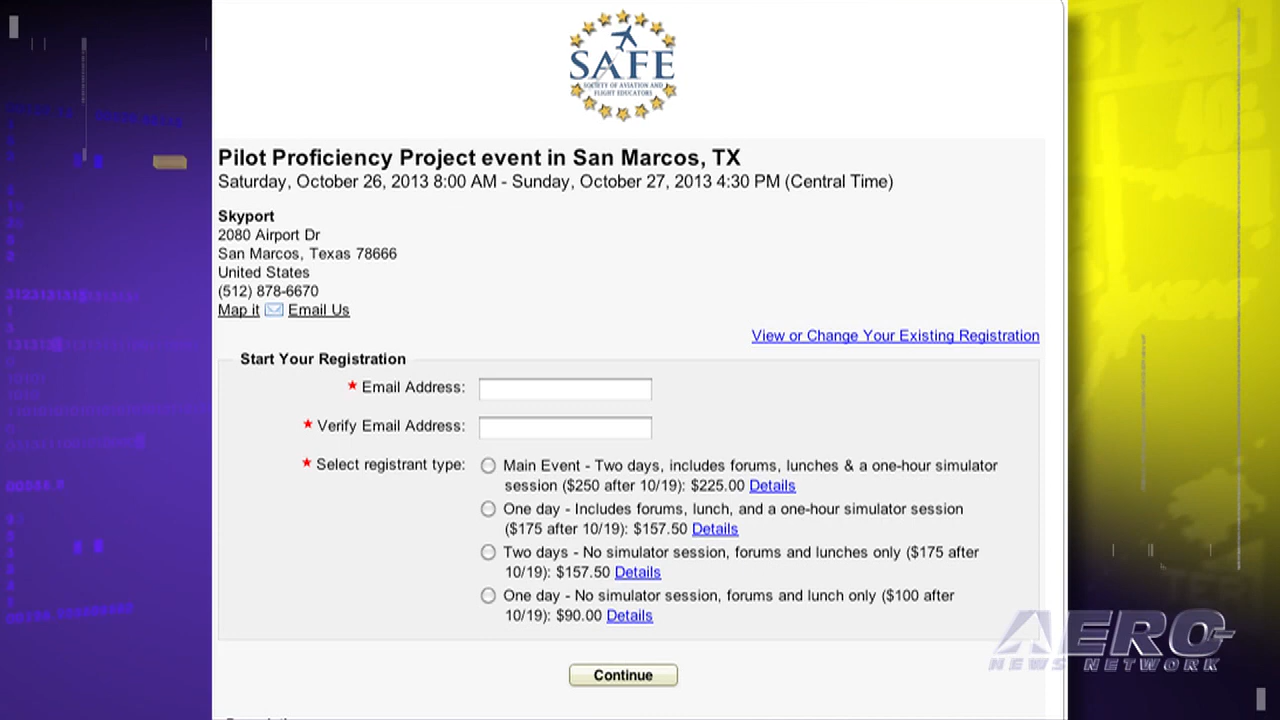 SAFE
SOCIETY OF AVIATION AND
FLIGHT EDUCATORS
Pilot Proficiency Project event in San Marcos, TX
Saturday, October 26, 2013 8:00 AM - Sunday, October 27, 2013 4:30 PM (Central Time)
Skyport
2080 Airport Dr
San Marcos, Texas 78666
United States
(512) 878-6670
Map it Email Us
View or Change Your Existing Registration
Start Your Registration
★ Email Address:
★ Verify Email Address:
★ Select registrant type:
Main Event - Two days, includes forums, lunches & a one-hour simulator
session ($250 after 10/19): $225.00 Details
One day - Includes forums, lunch, and a one-hour simulator session
($175 after 10/19): $157.50 Details
Two days - No simulator session, forums and lunches only ($175 after
10/19): $157.50 Details
One day - No simulator session, forums and lunch only ($100 after
10/19): $90.00 Details
Continue
AERO-
NEWS NETWORK